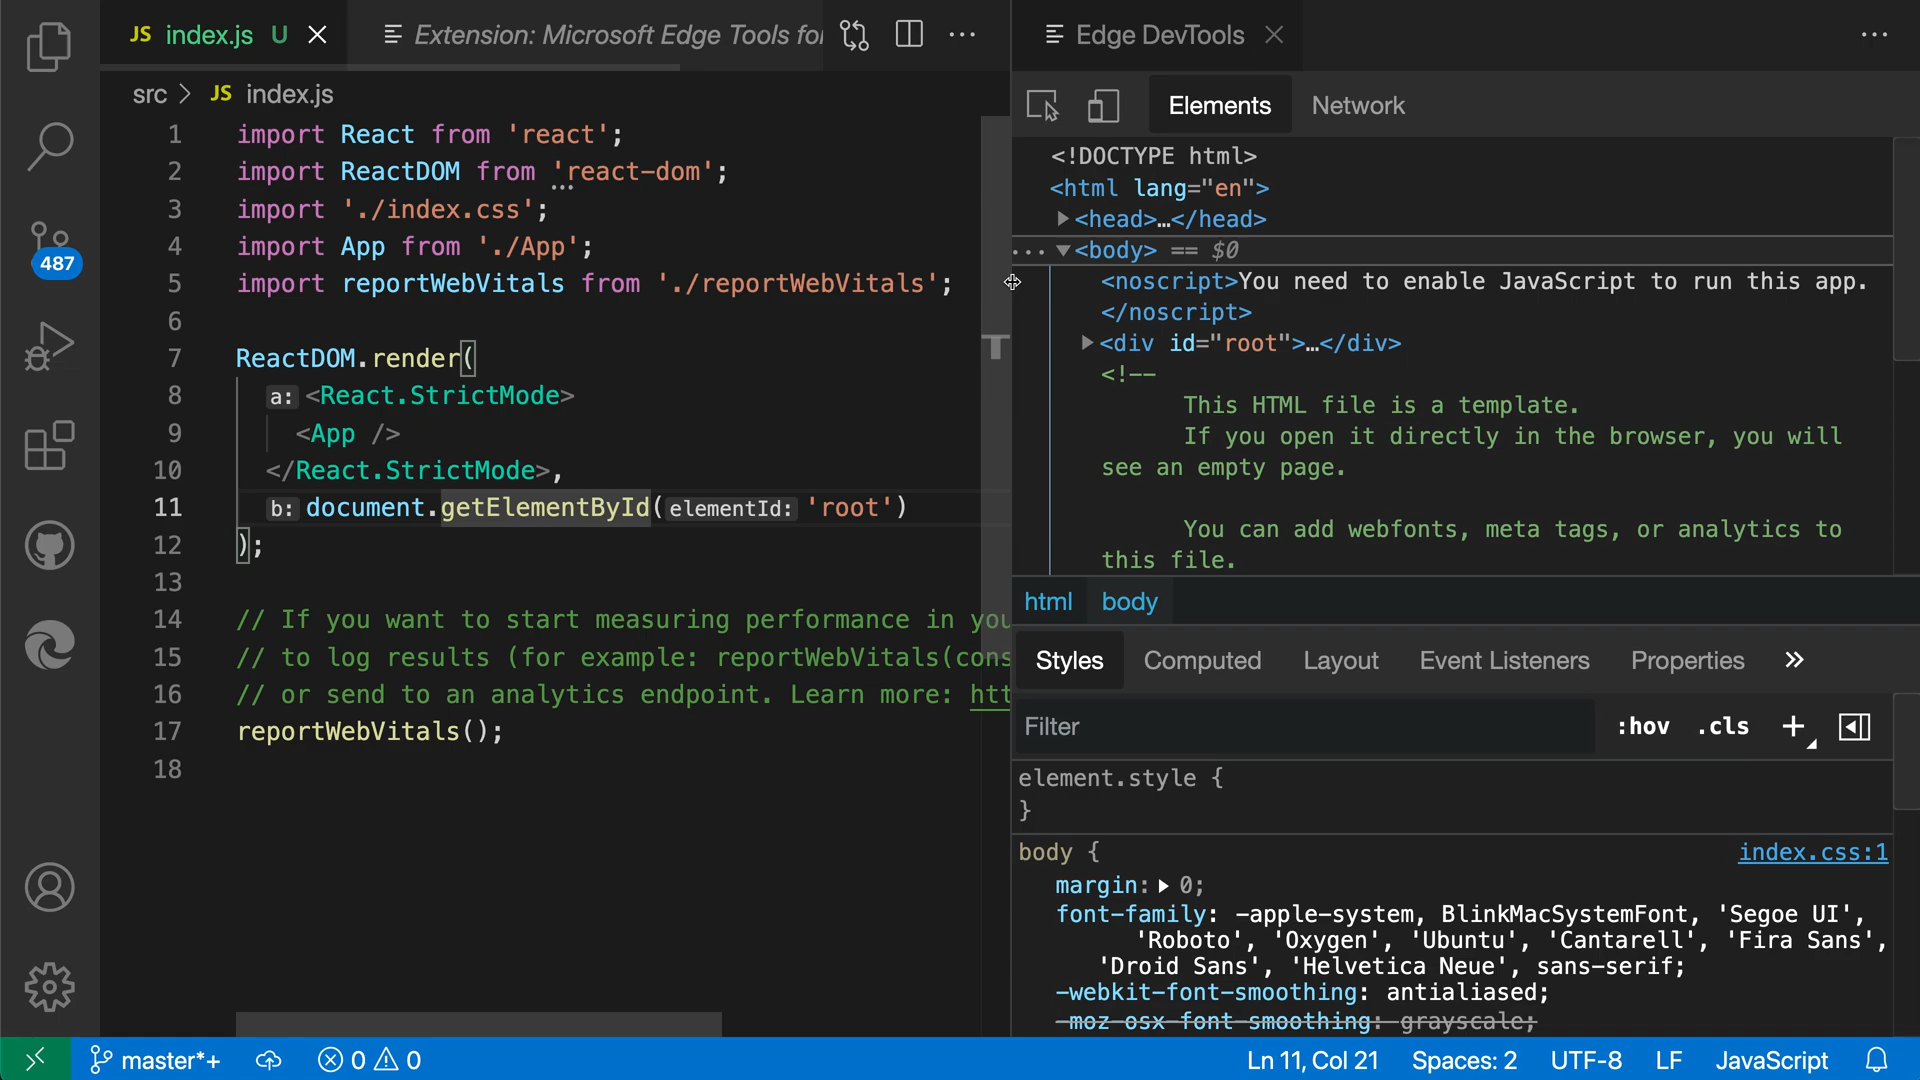 JS index.js U
Extension: Microsoft Edge Tools for
src > JS index.js
1 import React from 'react';
2 import ReactDOM from 'react-dom';
3 import './index.css';
4 import App from './App';
5 import reportWebVitals from './reportWebVitals';
6
7 ReactDOM.render(
8 a: <React.StrictMode>
9 <App />
10 </React.StrictMode>,
11 b: document.getElementById(elementId: 'root')
12 );
13
14 // If you want to start measuring performance in you
15 // to log results (for example: reportWebVitals(cons
16 // or send to an analytics endpoint. Learn more: htt
17 reportWebVitals();
18
487
Edge DevTools
Elements Network
<!DOCTYPE html>
<html lang="en">
<head>…</head>
<body> == $0
<noscript>You need to enable JavaScript to run this app.
</noscript>
<div id="root">…</div>
<!--
This HTML file is a template.
If you open it directly in the browser, you will
see an empty page.
You can add webfonts, meta tags, or analytics to
this file.
html body
Styles Computed Layout Event Listeners Properties
Filter :hov .cls +
element.style {
}
body { index.css:1
margin: 0;
font-family: -apple-system, BlinkMacSystemFont, 'Segoe UI',
'Roboto', 'Oxygen', 'Ubuntu', 'Cantarell', 'Fira Sans',
'Droid Sans', 'Helvetica Neue', sans-serif;
-webkit-font-smoothing: antialiased;
-moz-osx-font-smoothing: grayscale;
master*+ 0 0 Ln 11, Col 21 Spaces: 2 UTF-8 LF JavaScript